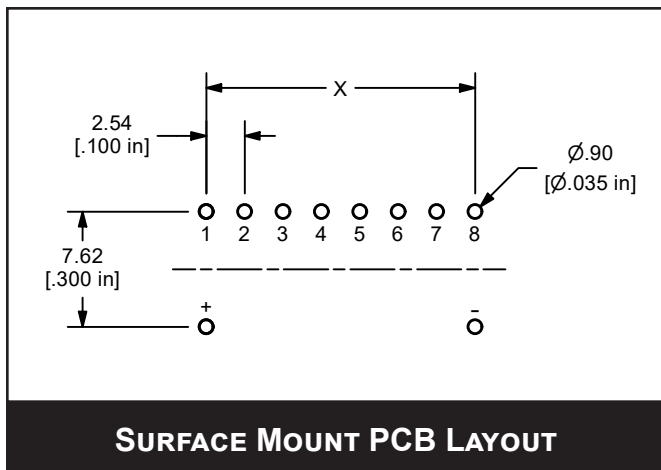 X
2.54
[.100 in]
Ø.90
[Ø.035 in]
1 2 3 4 5 6 7 8
7.62
[.300 in]
+ -
SURFACE MOUNT PCB LAYOUT